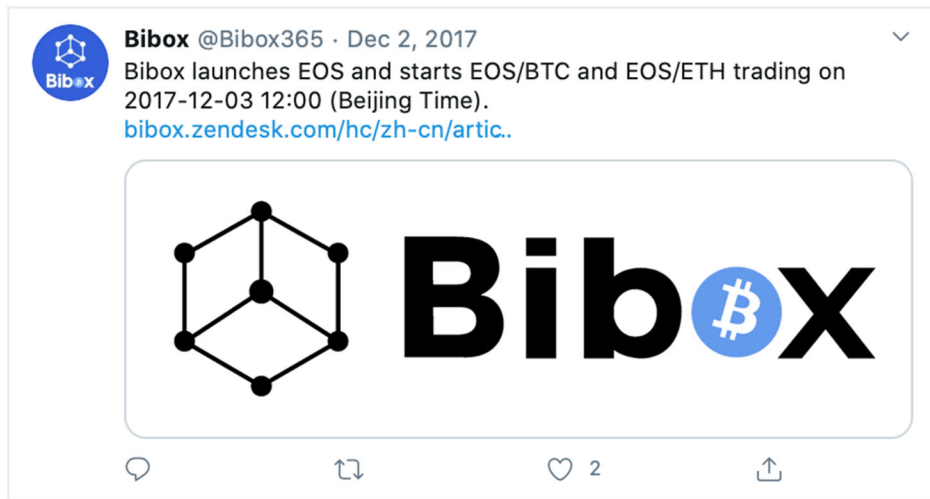 Bibox @Bibox365 · Dec 2, 2017
Bibox
Bibox launches EOS and starts EOS/BTC and EOS/ETH trading on
2017-12-03 12:00 (Beijing Time).
bibox.zendesk.com/hc/zh-cn/artic..
Bibox
2